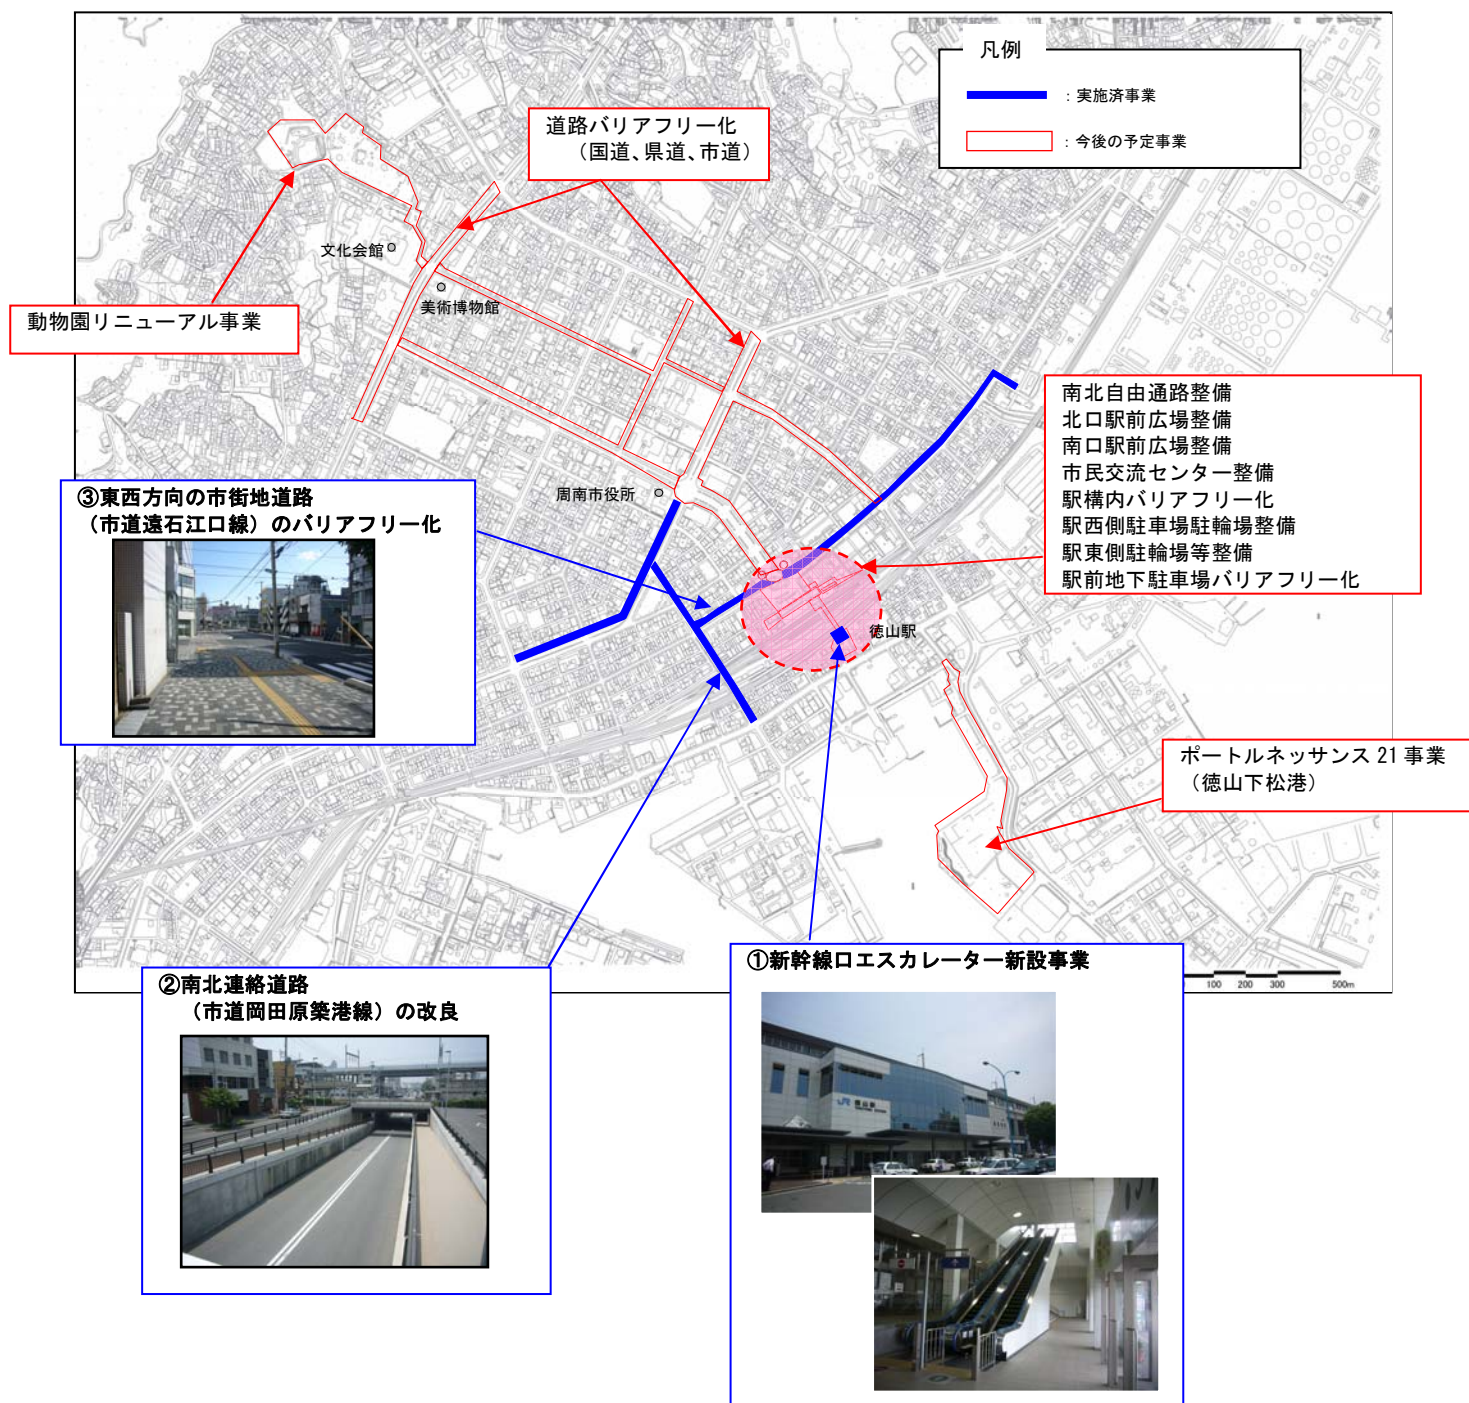 凡例
：実施済事業
：今後の予定事業
道路バリアフリー化
（国道、県道、市道）
文化会館
美術博物館
動物園リニューアル事業
南北自由通路整備
北口駅前広場整備
南口駅前広場整備
市民交流センター整備
駅構内バリアフリー化
駅西側駐車場駐輪場整備
駅東側駐輪場等整備
駅前地下駐車場バリアフリー化
③東西方向の市街地道路
（市道遠石江口線）のバリアフリー化
周南市役所
徳山駅
ポートルネッサンス 21 事業
（徳山下松港）
②南北連絡道路
（市道岡田原築港線）の改良
①新幹線口エスカレーター新設事業
100 200 300 500m
JR 徳山駅